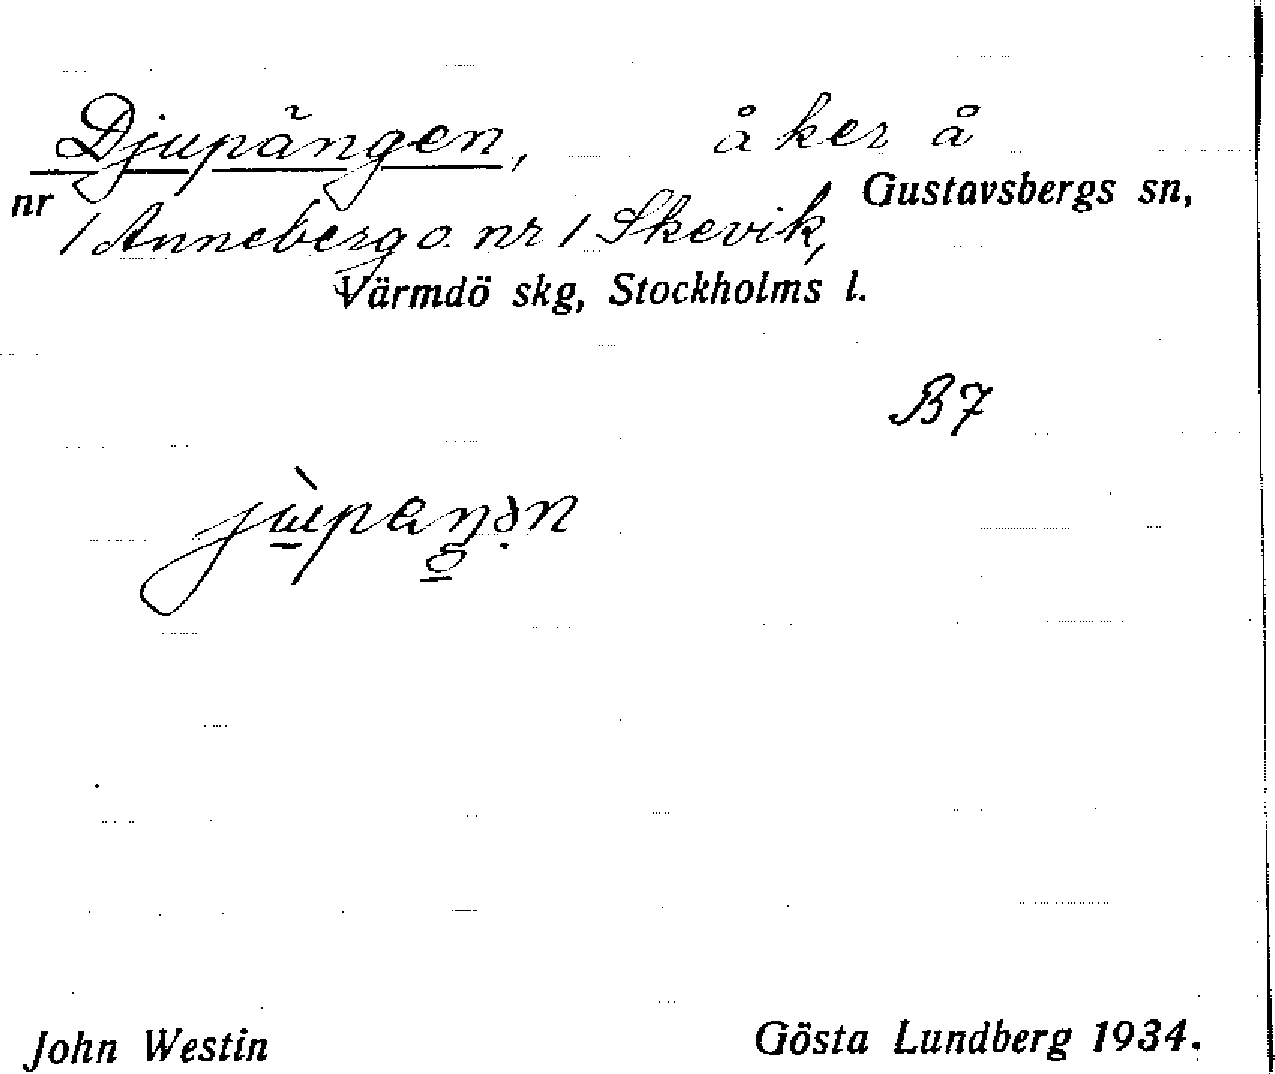 Djupängen, åker å
nr Gustavsbergs sn,
1 Anneberg o. nr 1 Skevik,
Värmdö skg, Stockholms l.
B7
John Westin Gösta Lundberg 1934.